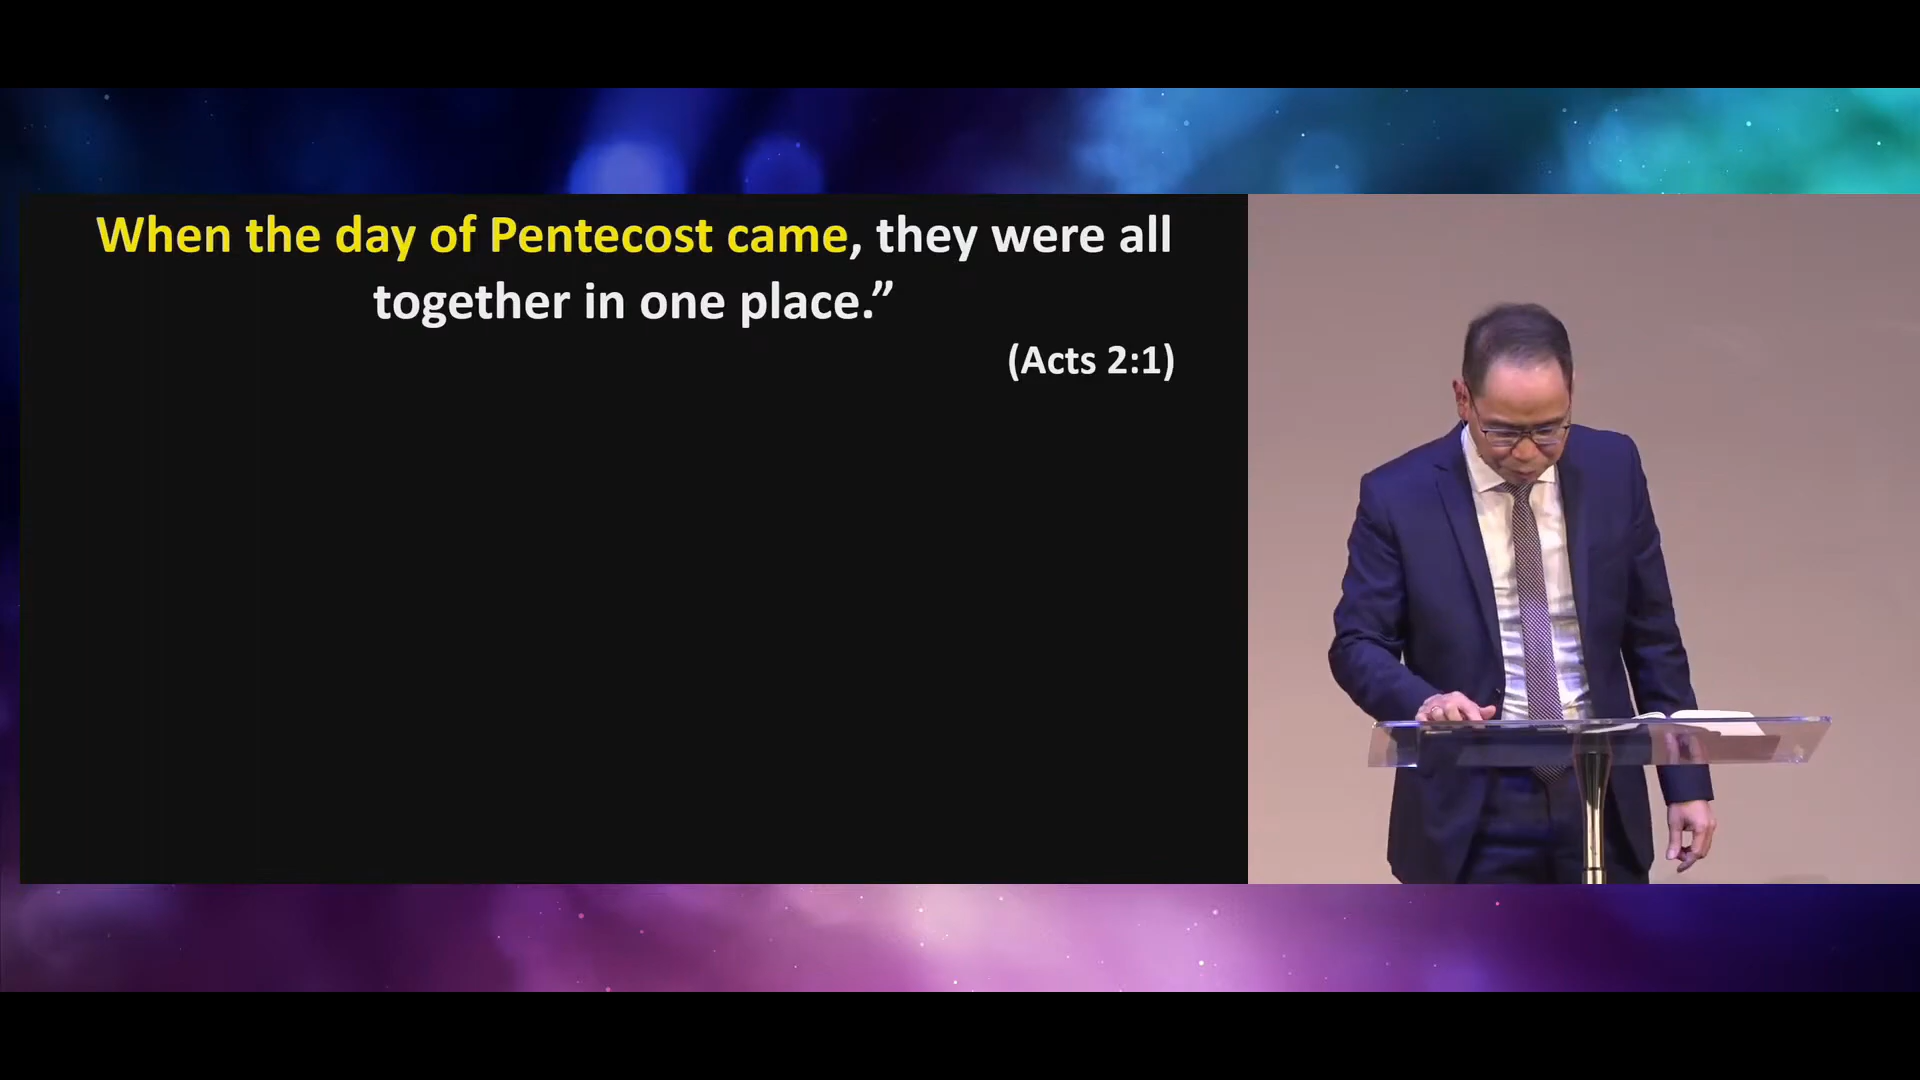 When the day of Pentecost came, they were all
together in one place.”
(Acts 2:1)